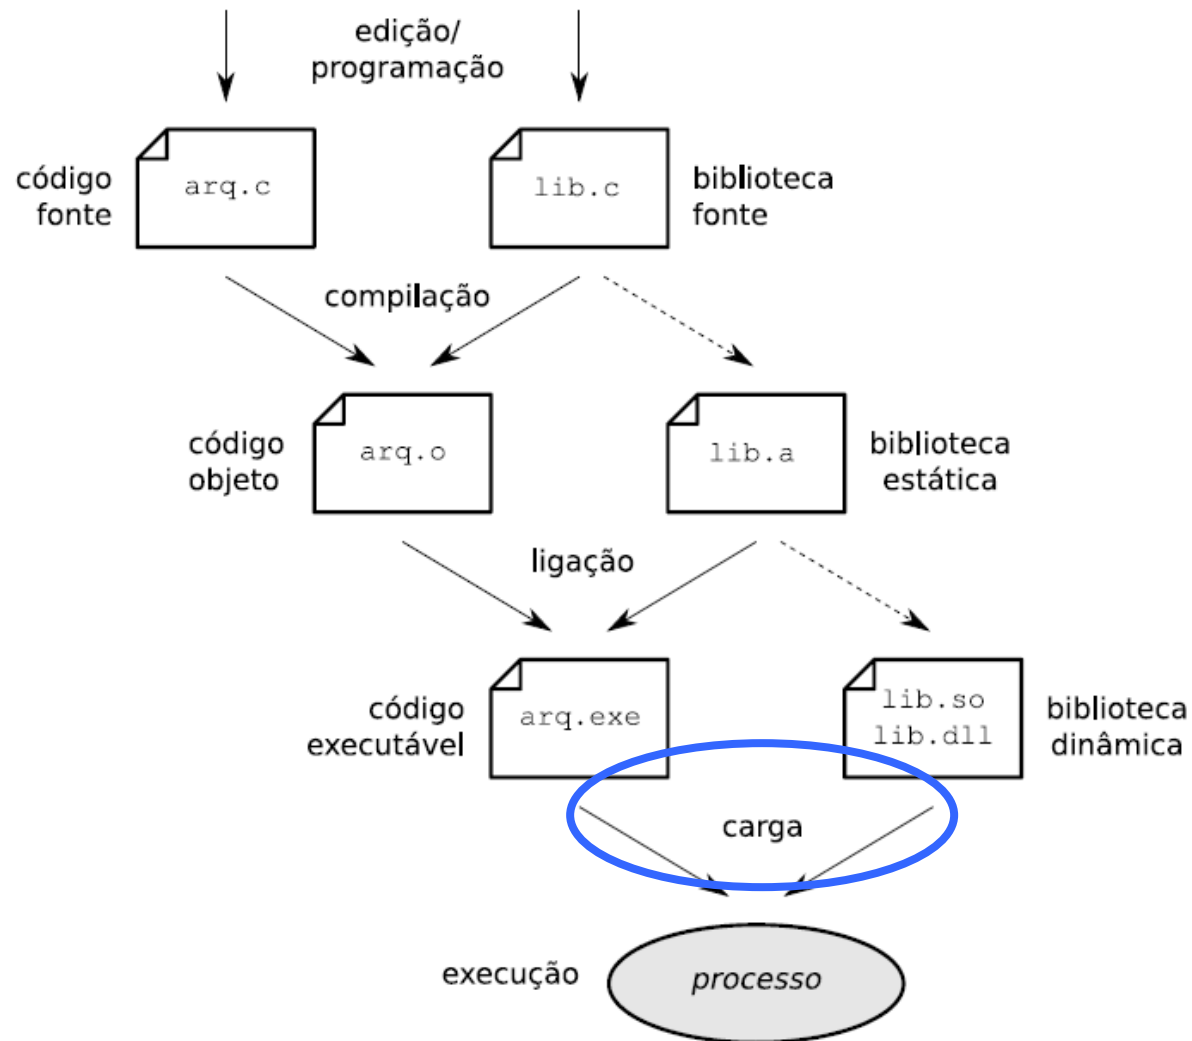 edição/
programação
código
fonte
arq.c
lib.c
biblioteca
fonte
compilação
código
objeto
arq.o
lib.a
biblioteca
estática
ligação
código
executável
arq.exe
lib.so
lib.dll
biblioteca
dinâmica
carga
execução
processo